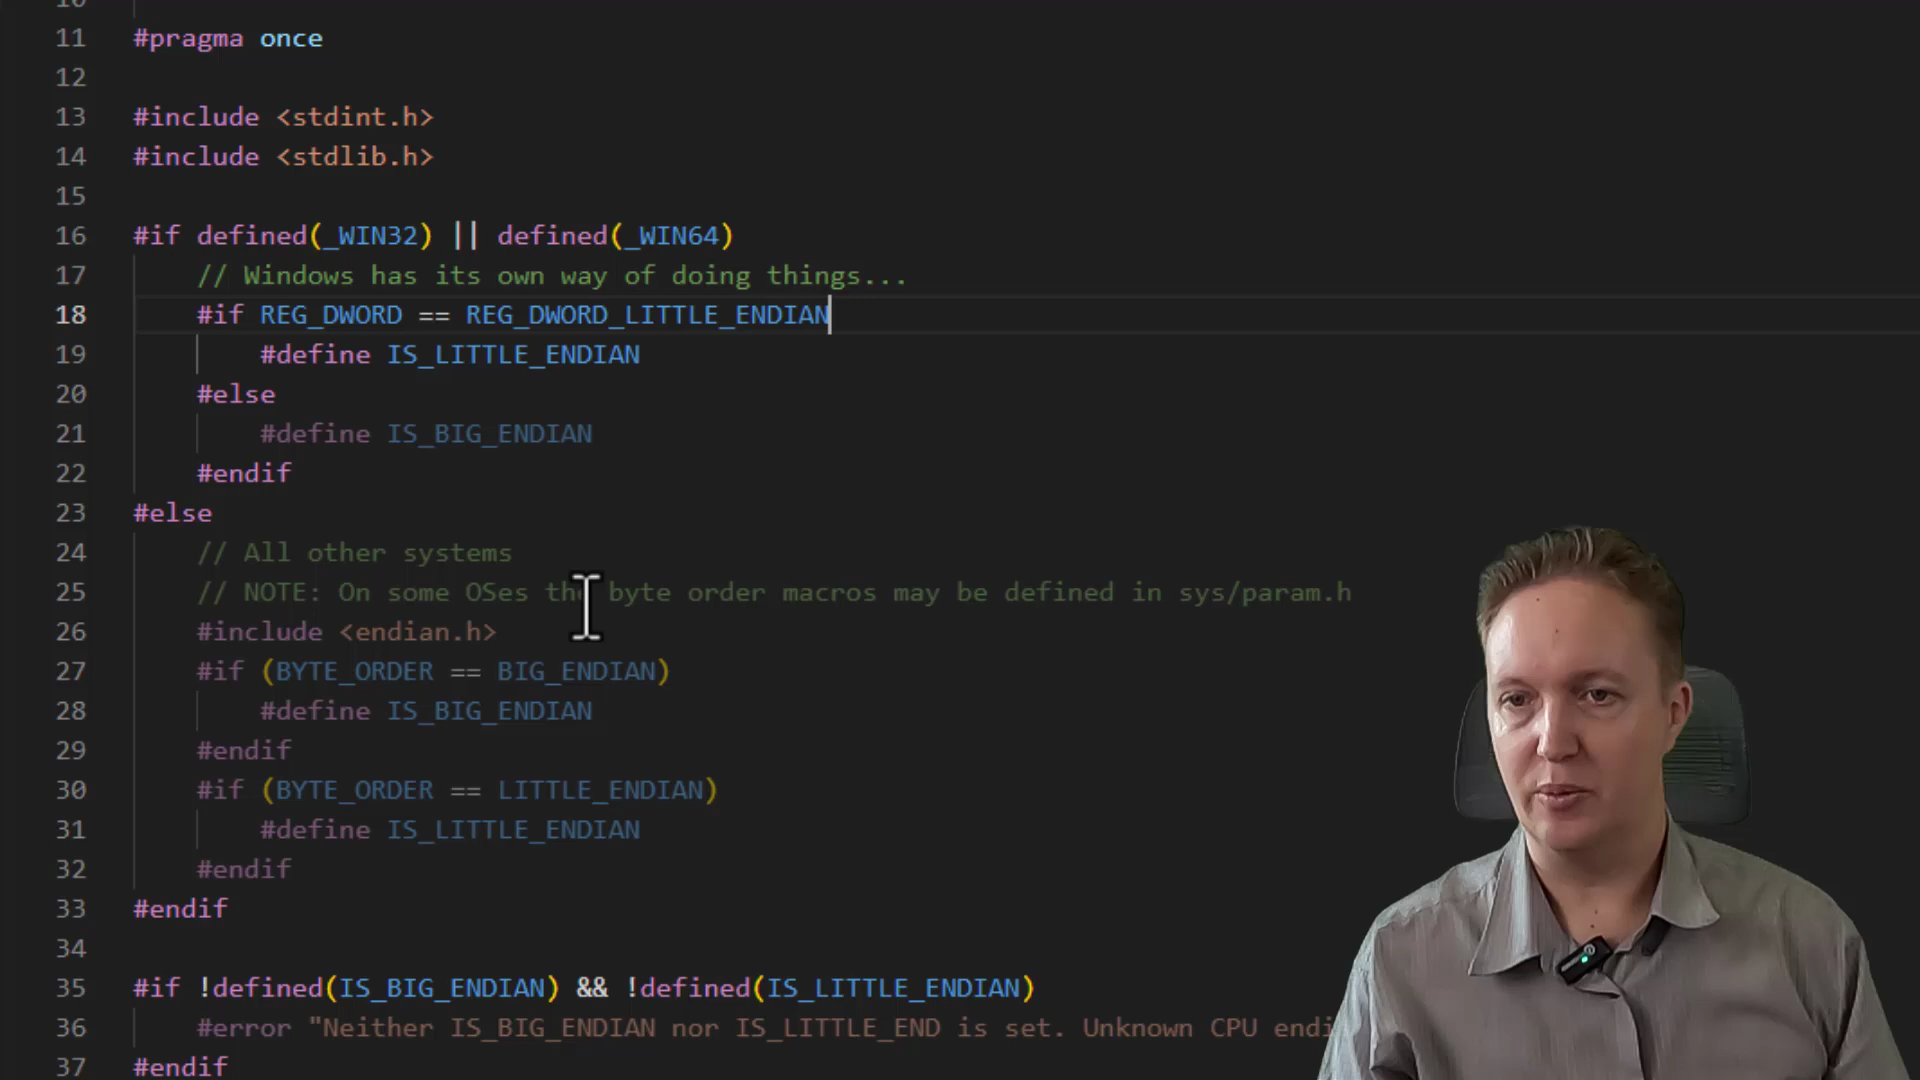 11 #pragma once
12
13 #include <stdint.h>
14 #include <stdlib.h>
15
16 #if defined(_WIN32) || defined(_WIN64)
17 // Windows has its own way of doing things...
18 #if REG_DWORD == REG_DWORD_LITTLE_ENDIAN
19 #define IS_LITTLE_ENDIAN
20 #else
21 #define IS_BIG_ENDIAN
22 #endif
23 #else
24 // All other systems
25 // NOTE: On some OSes the byte order macros may be defined in sys/param.h
26 #include <endian.h>
27 #if (BYTE_ORDER == BIG_ENDIAN)
28 #define IS_BIG_ENDIAN
29 #endif
30 #if (BYTE_ORDER == LITTLE_ENDIAN)
31 #define IS_LITTLE_ENDIAN
32 #endif
33 #endif
34
35 #if !defined(IS_BIG_ENDIAN) && !defined(IS_LITTLE_ENDIAN)
36 #error "Neither IS_BIG_ENDIAN nor IS_LITTLE_END is set. Unknown CPU
37 #endif